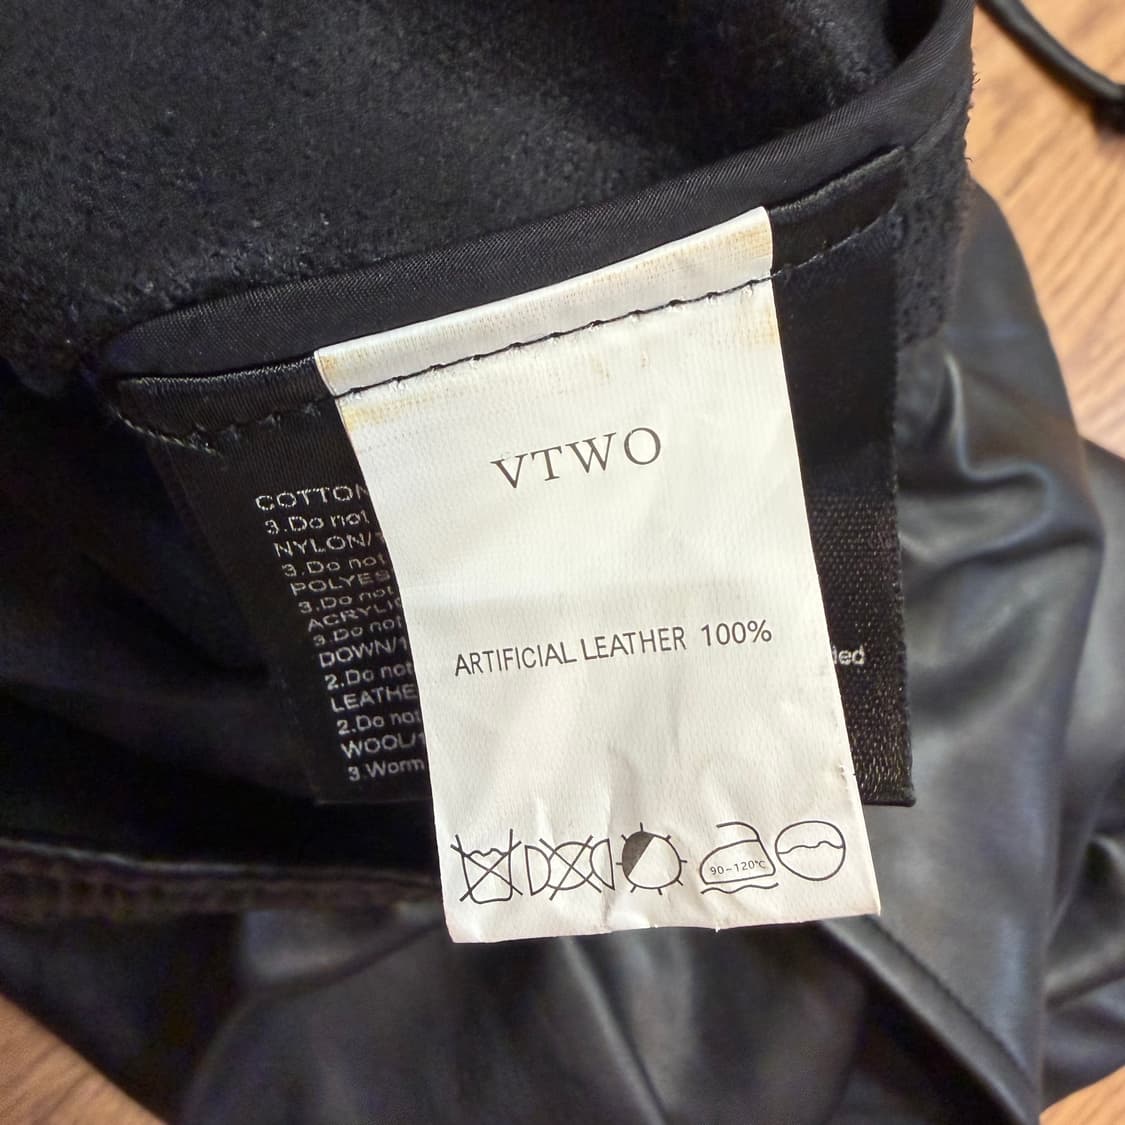 VTWO
ARTIFICIAL LEATHER 100%
90~120°C
COTTON
3.Do not
NYLON/
3.Do not
POLYES
3.Do not
ACRYLIC
3.Do not
DOWN/
2.Do not
LEATHE
2.Do not
WOOL/
3.Worm
ded